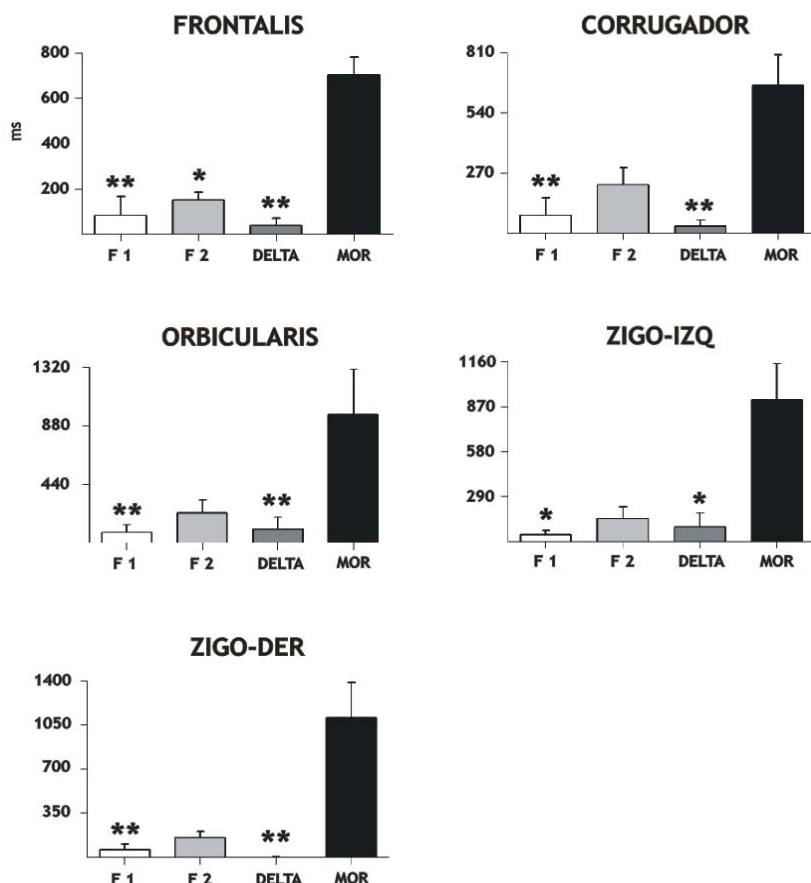 FRONTALIS
800
600
400
200
ms
** * **
F 1 F 2 DELTA MOR
CORRUGADOR
810
540
270
** **
F 1 F 2 DELTA MOR
ORBICULARIS
1320
880
440
** **
F 1 F 2 DELTA MOR
ZIGO-IZQ
1160
870
580
290
* *
F 1 F 2 DELTA MOR
ZIGO-DER
1400
1050
700
350
** **
F 1 F 2 DELTA MOR